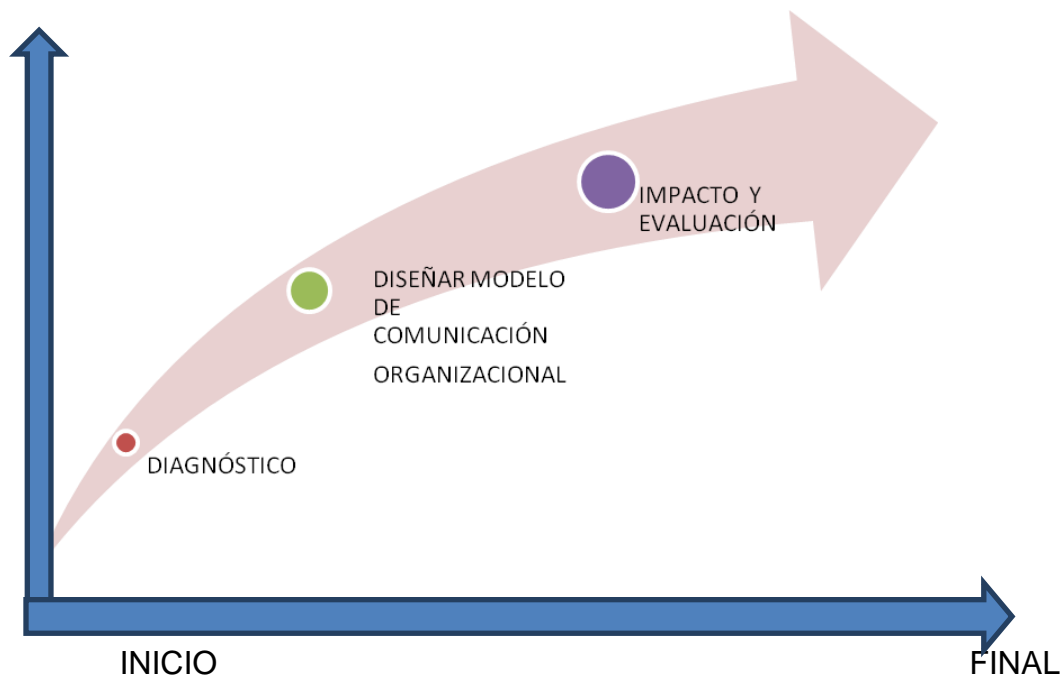 IMPACTO Y
EVALUACIÓN
DISEÑAR MODELO
DE
COMUNICACIÓN
ORGANIZACIONAL
DIAGNÓSTICO
INICIO
FINAL